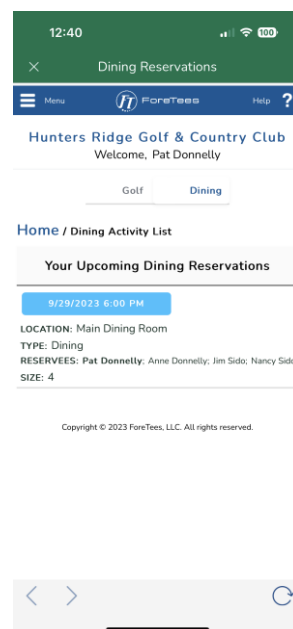 12:40
100
Dining Reservations
Menu
FT ForeTees
Help ?
Hunters Ridge Golf & Country Club
Welcome, Pat Donnelly
Golf Dining
Home / Dining Activity List
Your Upcoming Dining Reservations
9/29/2023 6:00 PM
LOCATION: Main Dining Room
TYPE: Dining
RESERVEES: Pat Donnelly; Anne Donnelly; Jim Sido; Nancy Sido
SIZE: 4
Copyright © 2023 ForeTees, LLC. All rights reserved.